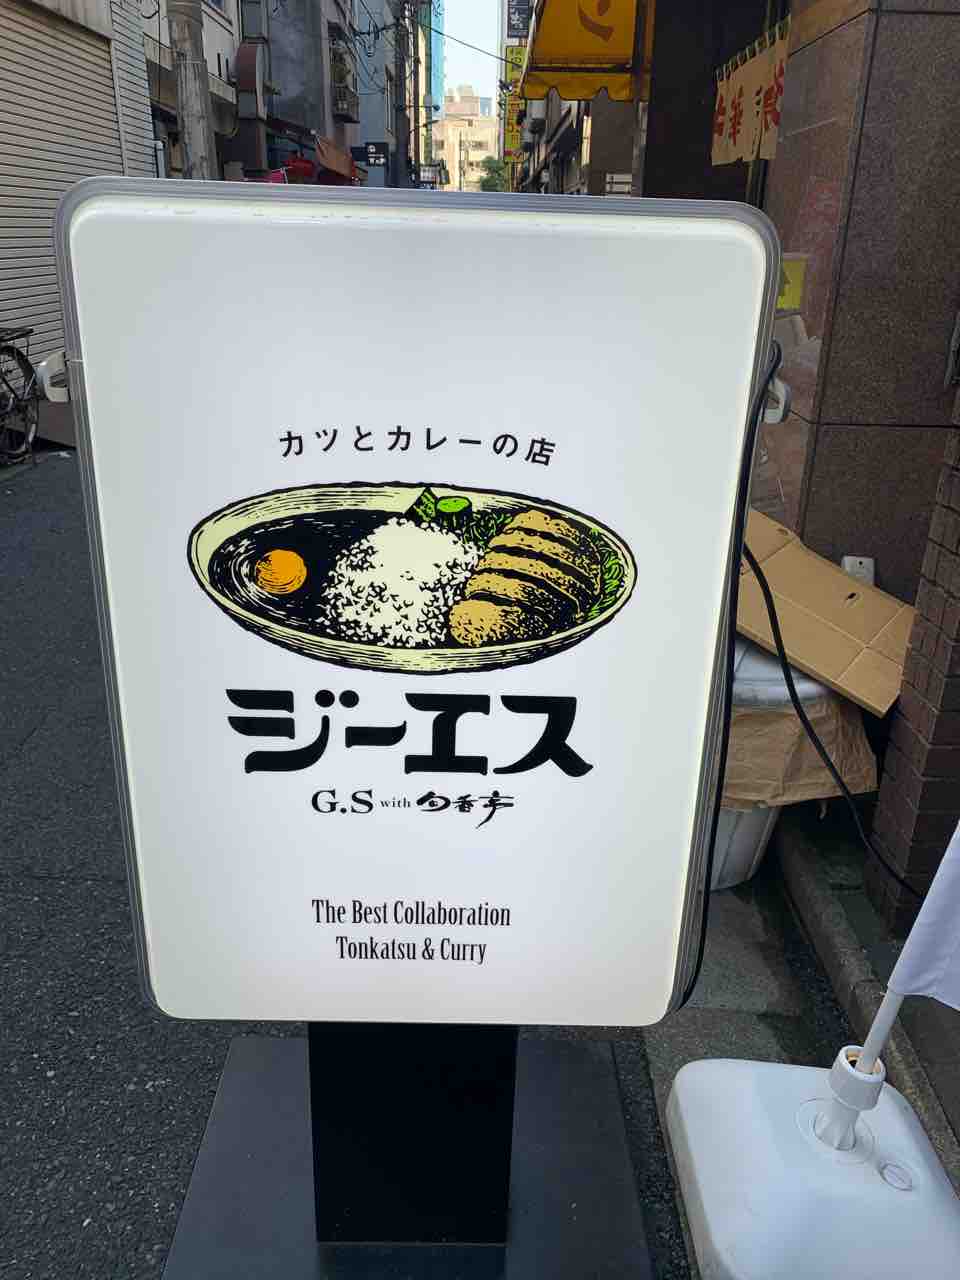 カツとカレーの店
ジーエス
G.S with 旬香亭
The Best Collaboration
Tonkatsu & Curry